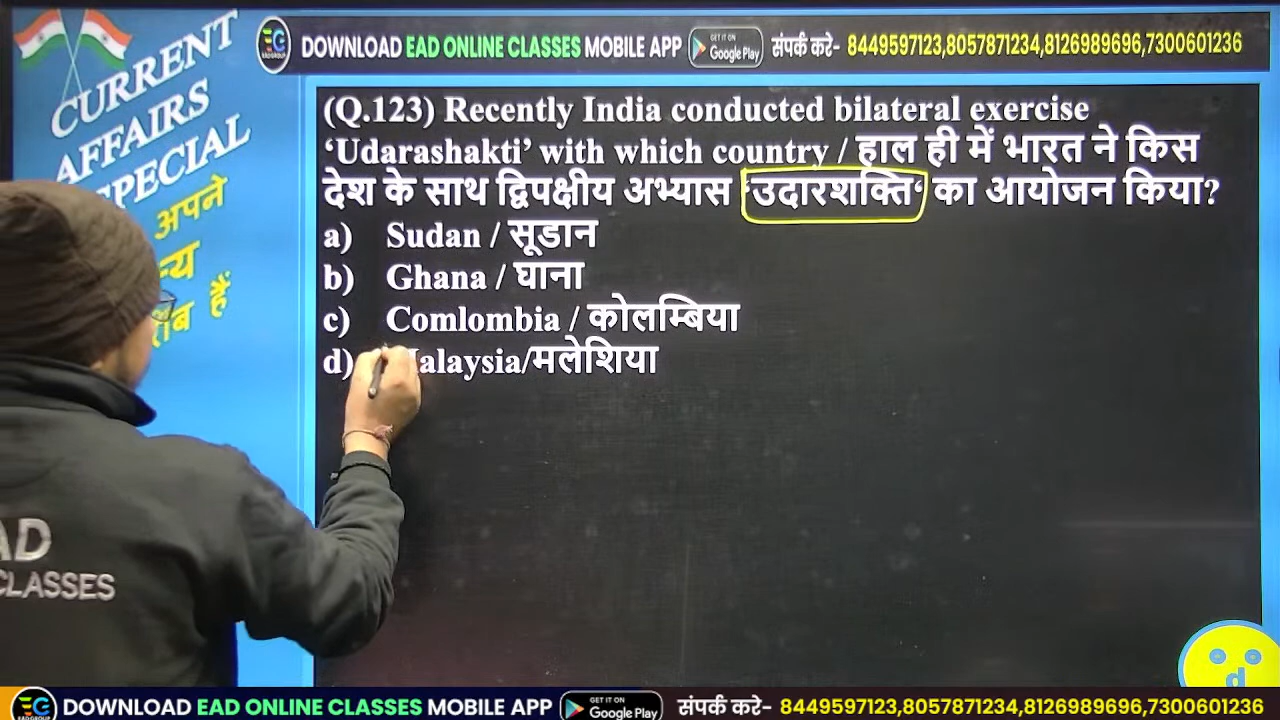 DOWNLOAD EAD ONLINE CLASSES MOBILE APP GET IT ON Google Play संपर्क करे- 8449597123,8057871234,8126989696,7300601236
CURRENT
AFFAIRS
SPECIAL
अपने
हैं
(Q.123) Recently India conducted bilateral exercise
‘Udarashakti’ with which country / हाल ही में भारत ने किस
देश के साथ द्विपक्षीय अभ्यास ‘उदारशक्ति‘ का आयोजन किया?
a) Sudan / सूडान
b) Ghana / घाना
c) Comlombia / कोलम्बिया
d) Malaysia/मलेशिया
AD
CLASSES
d
DOWNLOAD EAD ONLINE CLASSES MOBILE APP GET IT ON Google Play संपर्क करे- 8449597123,8057871234,8126989696,7300601236